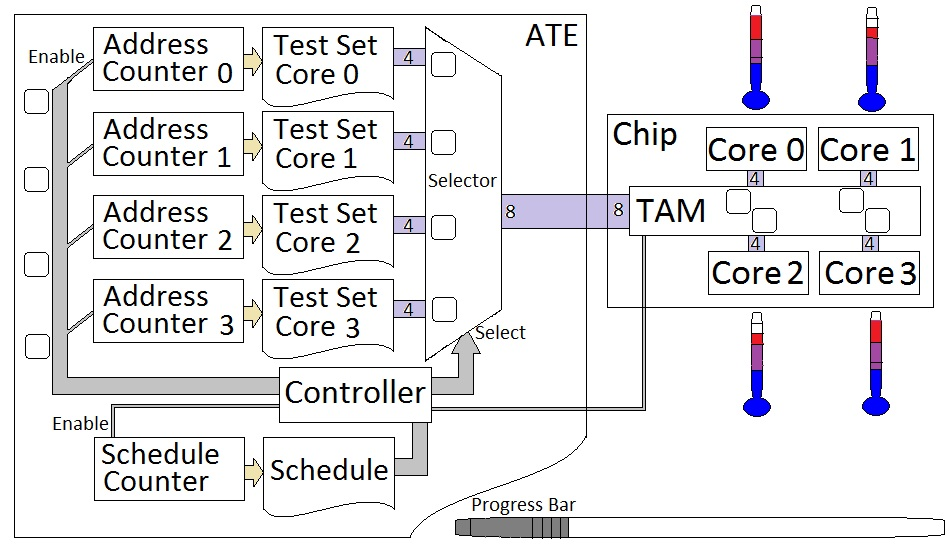 ATE
Enable
Address
Counter 0
Test Set
Core 0
4
Address
Counter 1
Test Set
Core 1
4
Selector
Address
Counter 2
Test Set
Core 2
4
Address
Counter 3
Test Set
Core 3
4
Select
8
8
Chip
Core 0
Core 1
4
4
TAM
4
4
Core 2
Core 3
Controller
Enable
Schedule
Counter
Schedule
Progress Bar